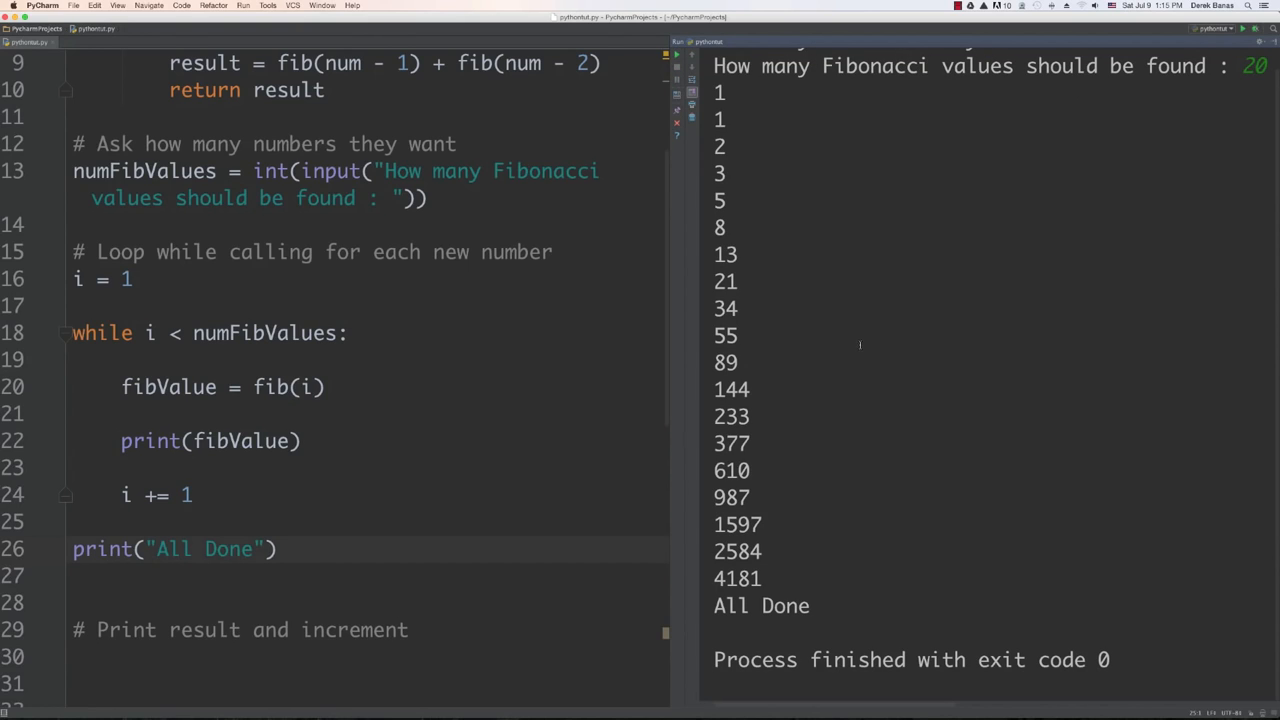 PyCharm File Edit View Navigate Code Refactor Run Tools VCS Window Help
10 Sat Jul 9 1:15 PM Derek Banas
pythontut.py - PycharmProjects - [~/PycharmProjects]
PycharmProjects pythontut.py pythontut
pythontut.py
Run pythontut
9 result = fib(num - 1) + fib(num - 2)
10 return result
11
12 # Ask how many numbers they want
13 numFibValues = int(input("How many Fibonacci
values should be found : "))
14
15 # Loop while calling for each new number
16 i = 1
17
18 while i < numFibValues:
19
20 fibValue = fib(i)
21
22 print(fibValue)
23
24 i += 1
25
26 print("All Done")
27
28
29 # Print result and increment
30
31
How many Fibonacci values should be found : 20
1
1
2
3
5
8
13
21
34
55
89
144
233
377
610
987
1597
2584
4181
All Done
Process finished with exit code 0